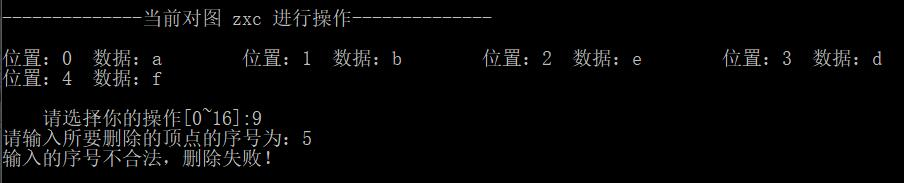 --------------当前对图 zxc 进行操作--------------
位置：0 数据：a 位置：1 数据：b 位置：2 数据：e 位置：3 数据：d
位置：4 数据：f
请选择你的操作[0~16]:9
请输入所要删除的顶点的序号为：5
输入的序号不合法，删除失败！